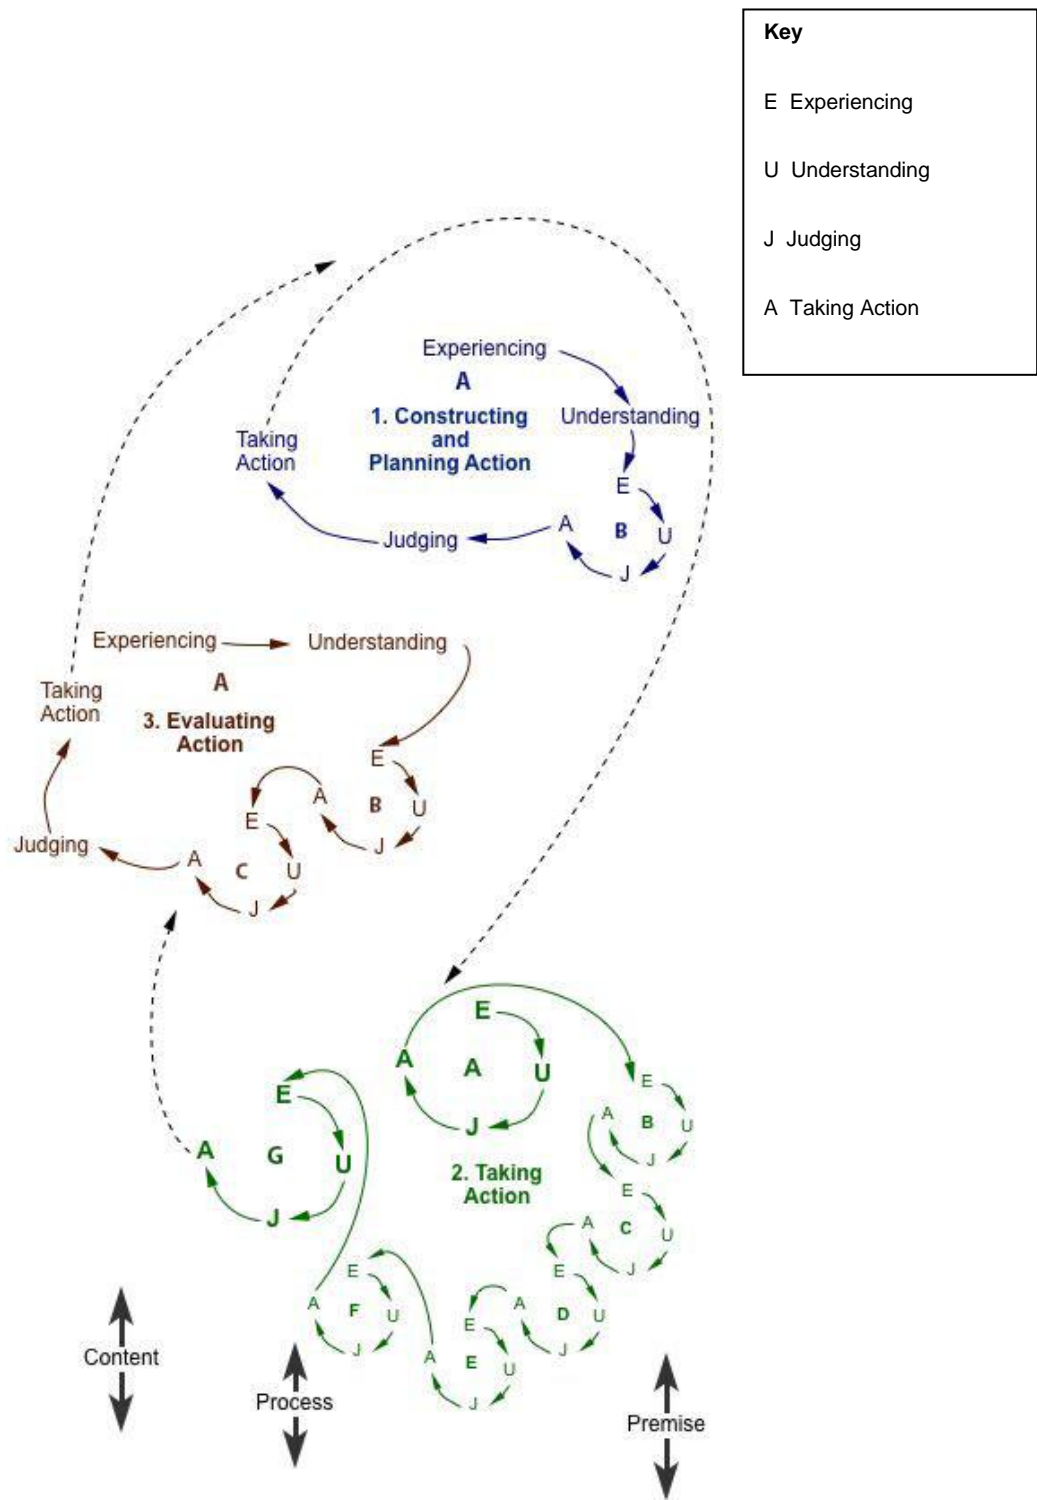 Key
E Experiencing
U Understanding
J Judging
A Taking Action
Experiencing
A
1. Constructing
and
Planning Action
Understanding
Taking
Action
E
A
B
U
Judging
J
Experiencing
Understanding
A
Taking
Action
3. Evaluating
Action
E
A
B
U
E
J
Judging
A
C
U
J
E
A
A
U
J
2. Taking
Action
E
A
B
U
J
E
A
C
U
J
E
A
D
U
J
E
A
E
U
J
E
A
F
U
J
E
A
G
U
J
Content
Process
Premise